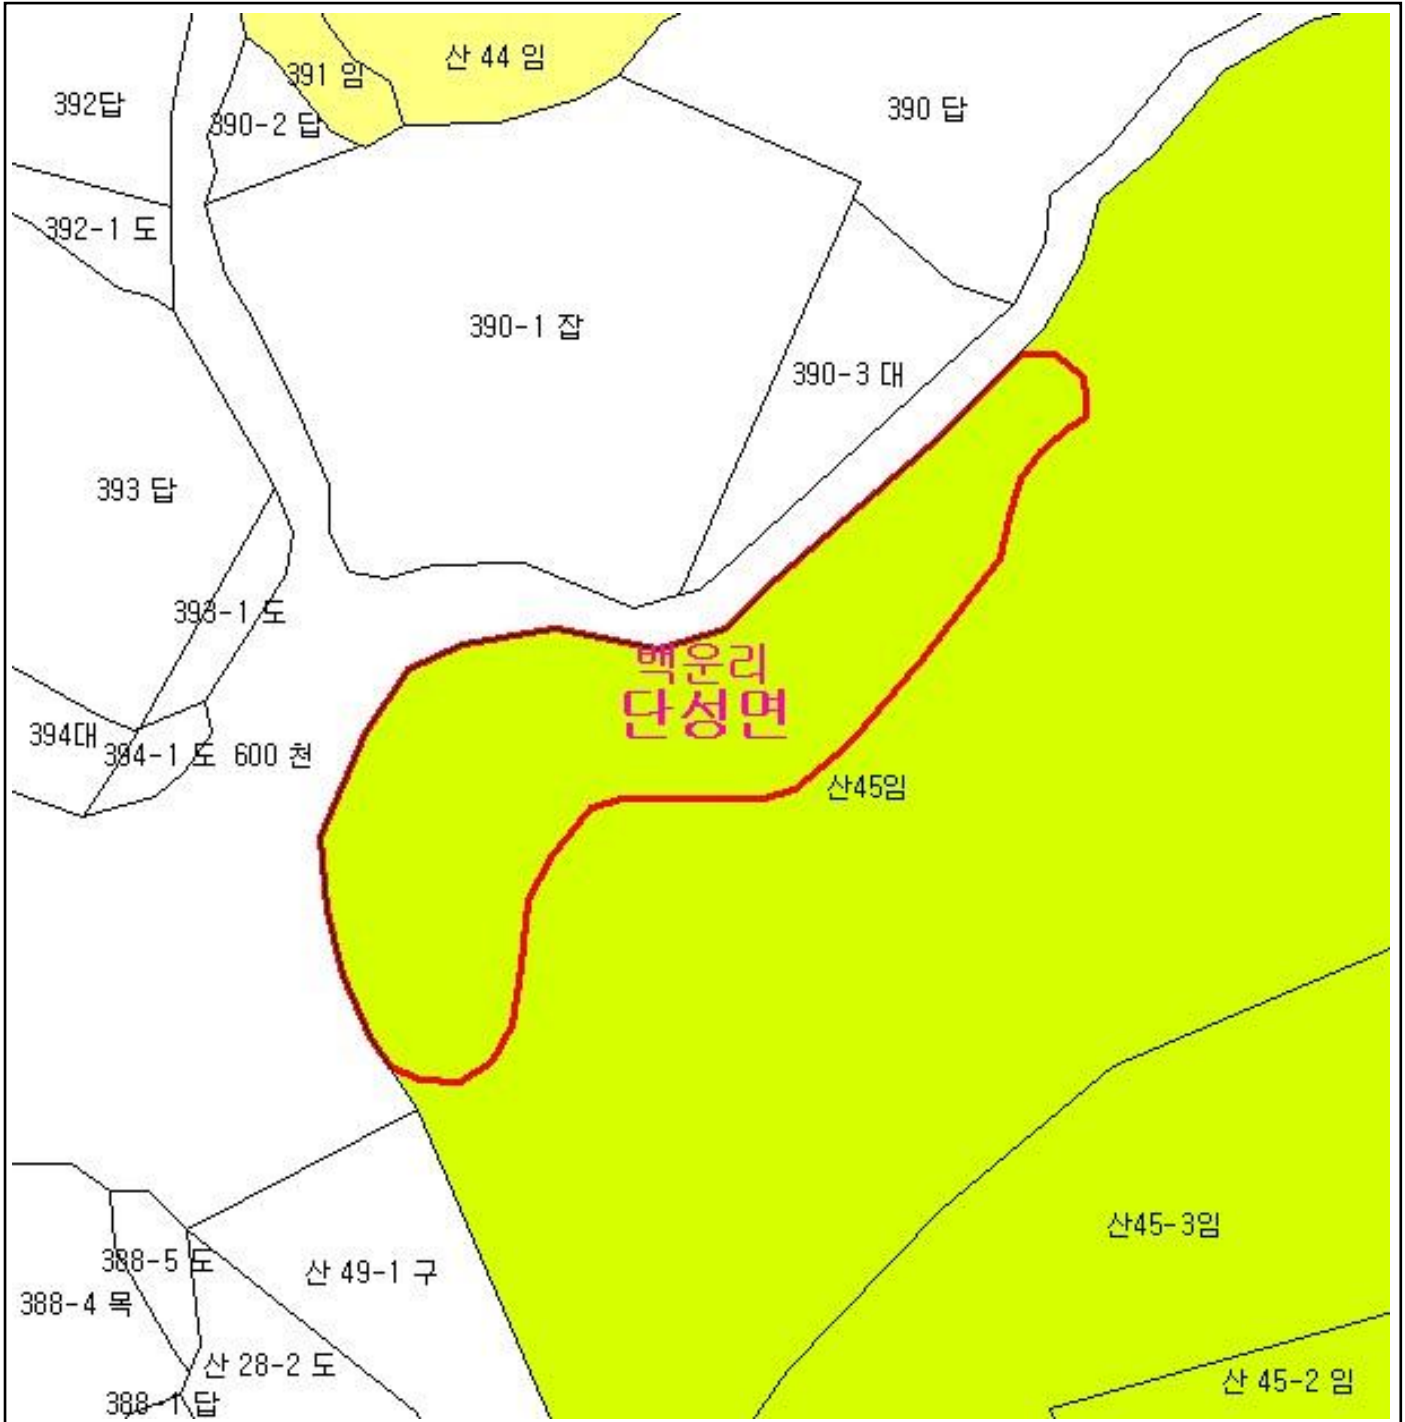 산 44 임
391 임
392답
390-2 답
390 답
392-1 도
390-1 잡
390-3 대
393 답
393-1 도
백운리
단성면
394대
394-1 도
600 천
산45임
산45-3임
388-5 도
산 49-1 구
388-4 목
산 28-2 도
산 45-2 임
388-1 답